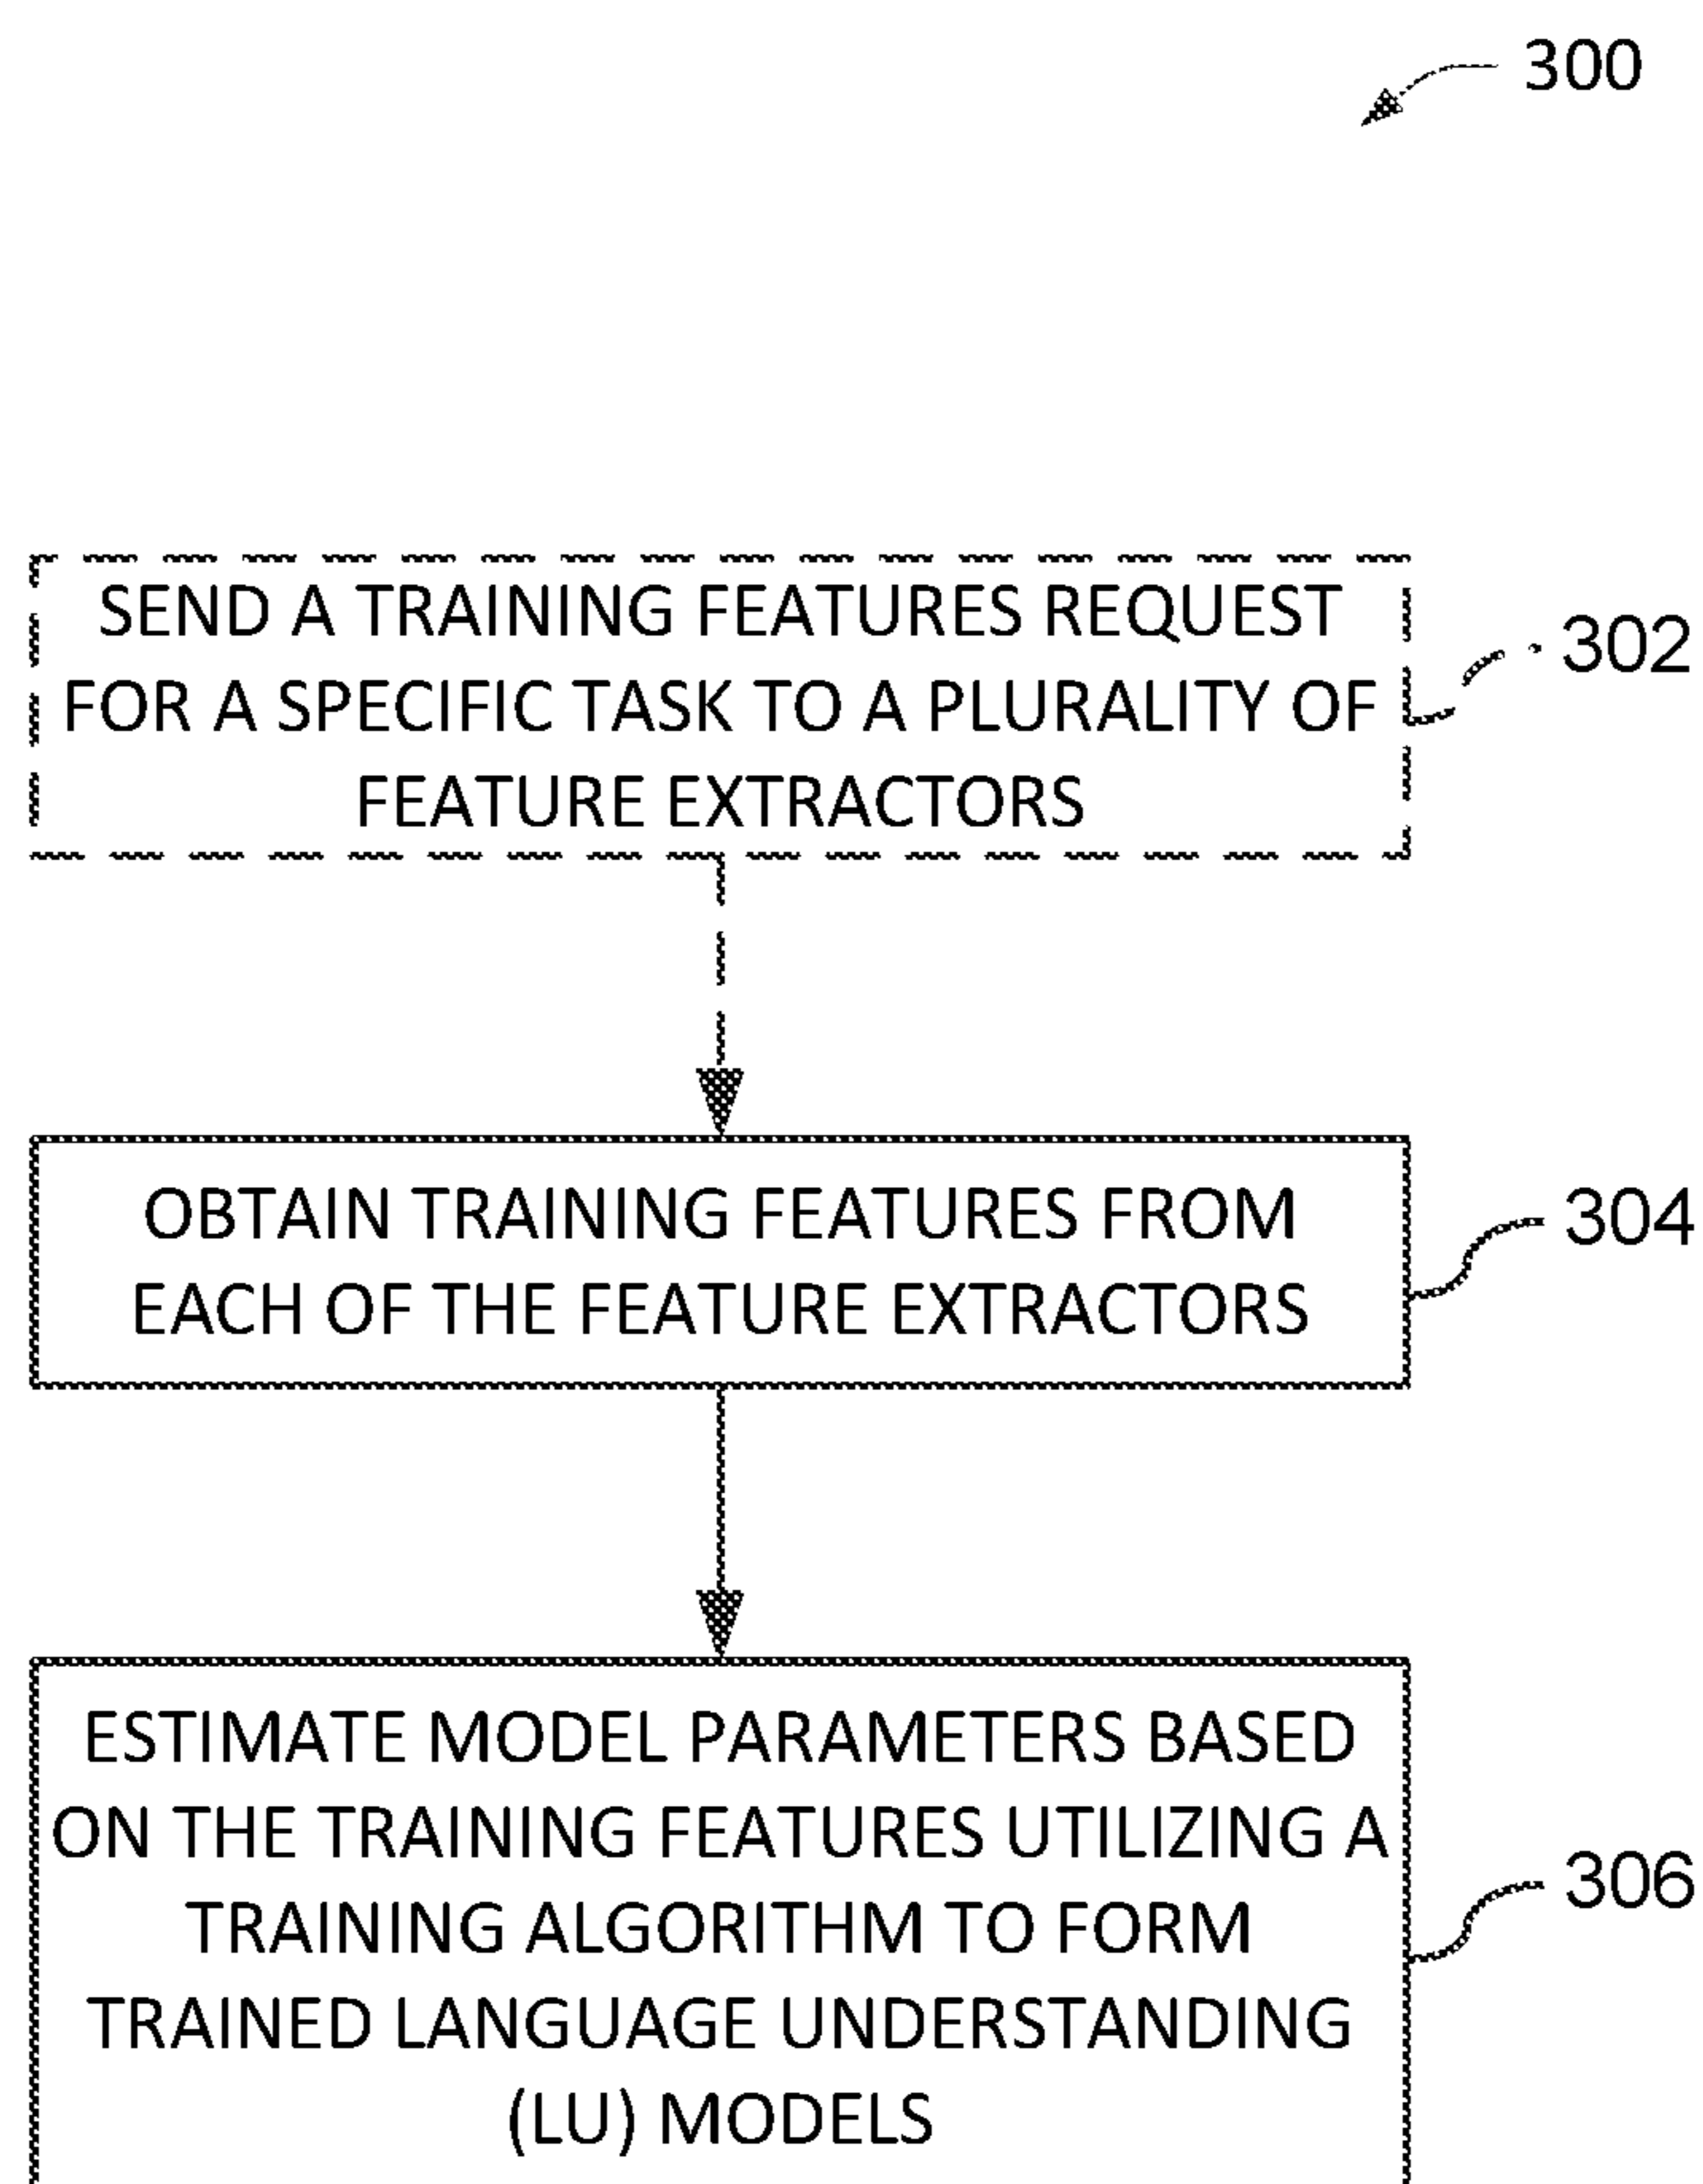 300
SEND A TRAINING FEATURES REQUEST
FOR A SPECIFIC TASK TO A PLURALITY OF
FEATURE EXTRACTORS
302
OBTAIN TRAINING FEATURES FROM
EACH OF THE FEATURE EXTRACTORS
304
ESTIMATE MODEL PARAMETERS BASED
ON THE TRAINING FEATURES UTILIZING A
TRAINING ALGORITHM TO FORM
TRAINED LANGUAGE UNDERSTANDING
(LU) MODELS
306